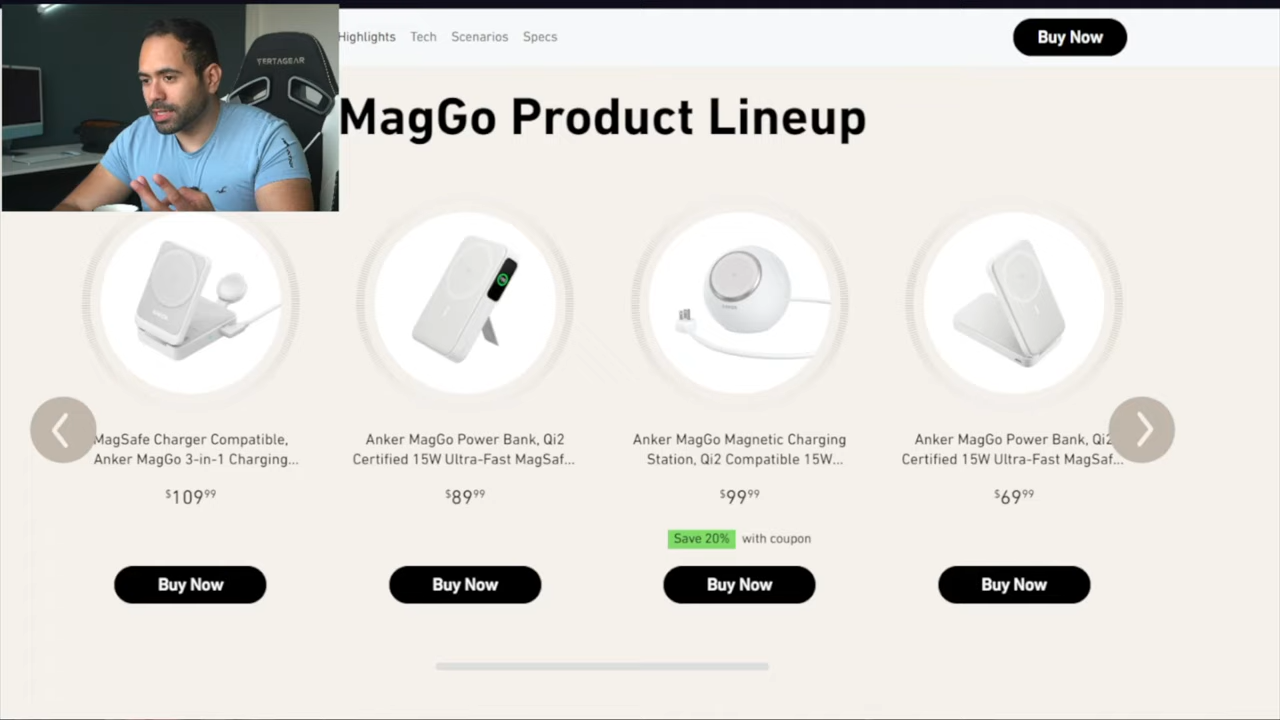 VERTAGEAR
Highlights Tech Scenarios Specs
Buy Now
MagGo Product Lineup
MagSafe Charger Compatible,
Anker MagGo 3-in-1 Charging...
$109.99
Buy Now
Anker MagGo Power Bank, Qi2
Certified 15W Ultra-Fast MagSaf...
$89.99
Buy Now
Anker MagGo Magnetic Charging
Station, Qi2 Compatible 15W...
$99.99
Save 20% with coupon
Buy Now
Anker MagGo Power Bank, Qi2
Certified 15W Ultra-Fast MagSaf...
$69.99
Buy Now